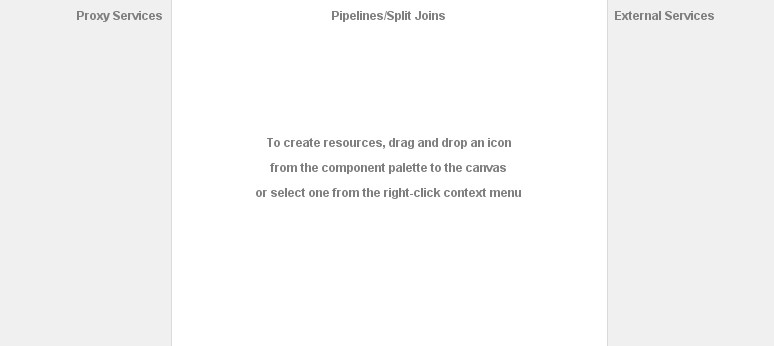 Proxy Services
Pipelines/Split Joins
External Services
To create resources, drag and drop an icon
from the component palette to the canvas
or select one from the right-click context menu